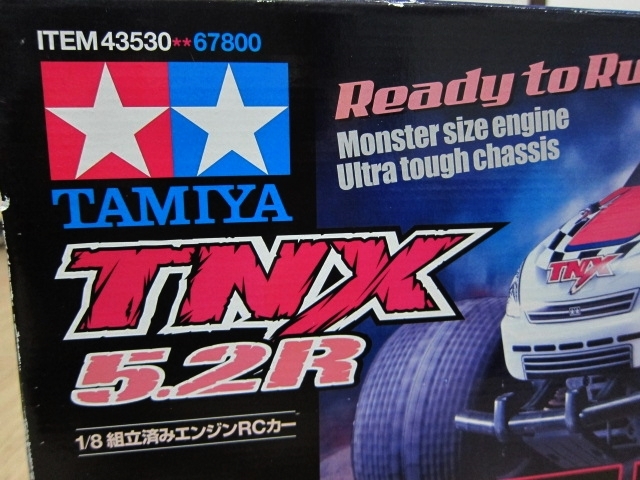 ITEM 43530**67800
TAMIYA
Ready to Ru
Monster size engine
Ultra tough chassis
TNX
5.2R
1/8 組立済みエンジンRCカー
TNX